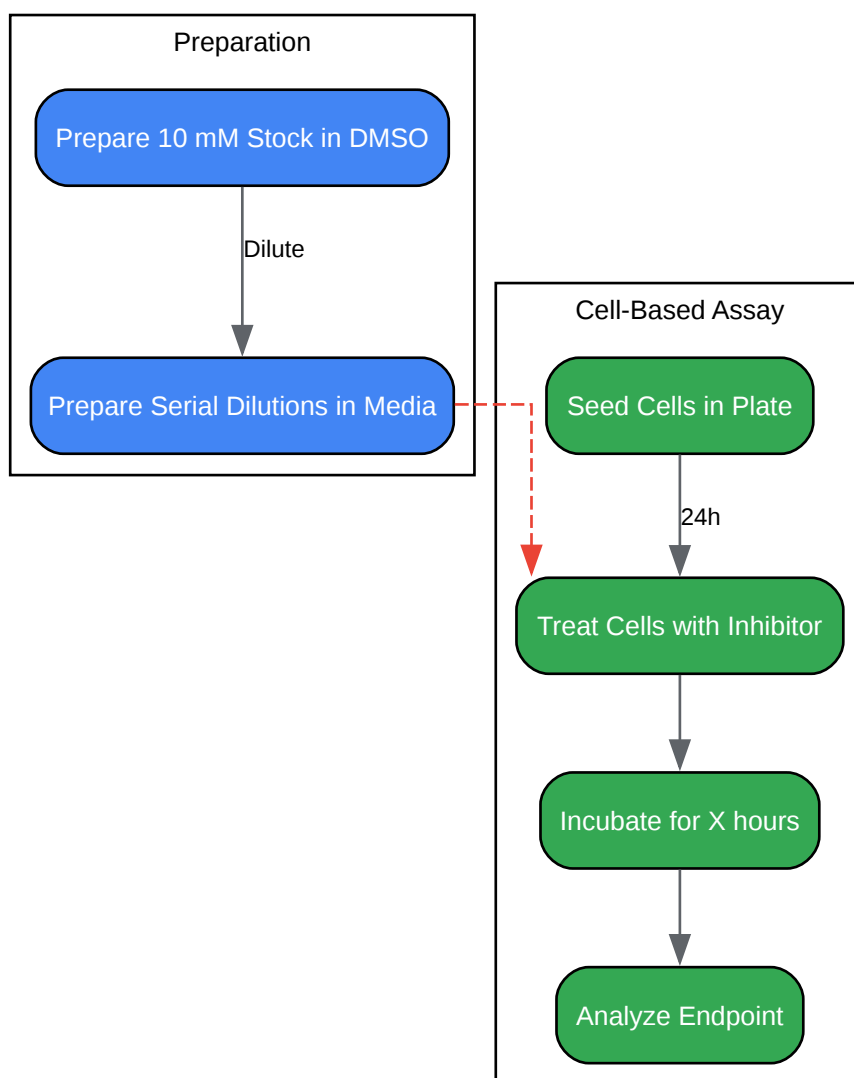 Preparation
Prepare 10 mM Stock in DMSO
Dilute
Prepare Serial Dilutions in Media
Cell-Based Assay
Seed Cells in Plate
24h
Treat Cells with Inhibitor
Incubate for X hours
Analyze Endpoint